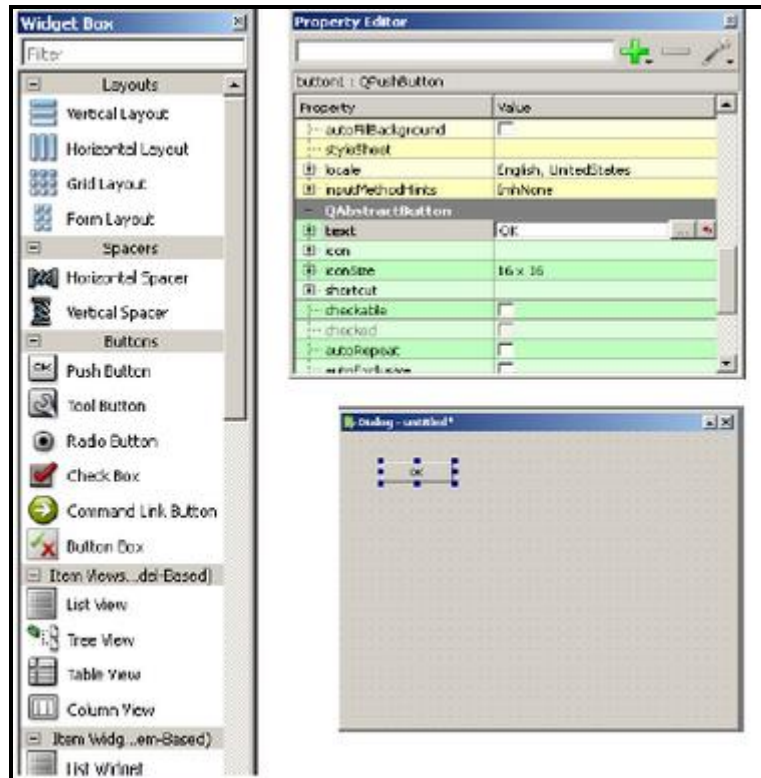 Widget Box
Filter
Layouts
Vertical Layout
Horizontal Layout
Grid Layout
Form Layout
Spacers
Horizontal Spacer
Vertical Spacer
Buttons
OK
Push Button
Tool Button
Radio Button
Check Box
Command Link Button
Button Box
Item Views...del-Based)
List View
Tree View
Table View
Column View
Item Widg...em-Based)
List Widget
Property Editor
button1 : QPushButton
Property Value
autoFillBackground
styleSheet
locale English, UnitedStates
inputMethodHints ImhNone
QAbstractButton
text OK ...
icon
iconSize 16 x 16
shortcut
checkable
checked
autoRepeat
autoExclusive
Dialog - untitled*
OK